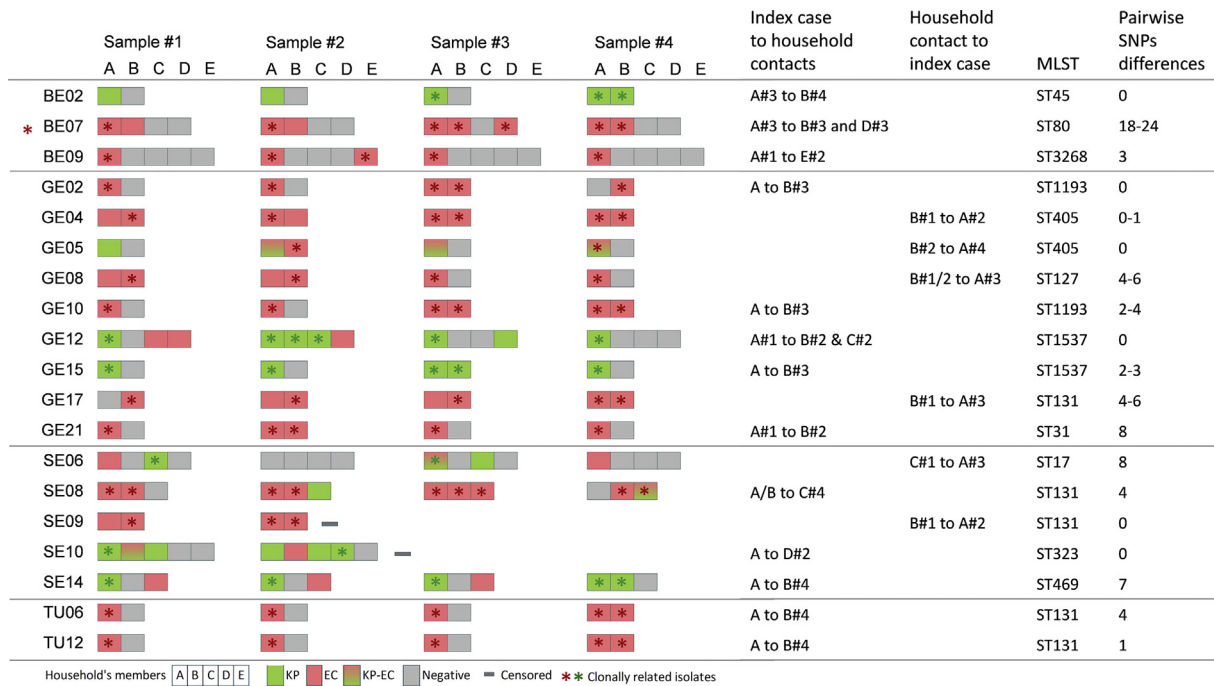 Index case to household contacts
Household contact to index case
MLST
Pairwise SNPs differences
Sample #1 Sample #2 Sample #3 Sample #4
A B C D E A B C D E A B C D E A B C D E
BE02 * * * A#3 to B#4 ST45 0
* BE07 * * * * * * * A#3 to B#3 and D#3 ST80 18-24
BE09 * * * * * A#1 to E#2 ST3268 3
GE02 * * * * * A to B#3 ST1193 0
GE04 * * * * * * B#1 to A#2 ST405 0-1
GE05 * * B#2 to A#4 ST405 0
GE08 * * * * B#1/2 to A#3 ST127 4-6
GE10 * * * * * * A to B#3 ST1193 2-4
GE12 * * * * * * A#1 to B#2 & C#2 ST1537 0
GE15 * * * * * A to B#3 ST1537 2-3
GE17 * * * * * B#1 to A#3 ST131 4-6
GE21 * * * * * A#1 to B#2 ST31 8
SE06 * * C#1 to A#3 ST17 8
SE08 * * * * * * * * * A/B to C#4 ST131 4
SE09 * * * B#1 to A#2 ST131 0
SE10 * * A to D#2 ST323 0
SE14 * * * * * A to B#4 ST469 7
TU06 * * * * * A to B#4 ST131 4
TU12 * * * * * A to B#4 ST131 1
Household's members A B C D E KP EC KP-EC Negative Censored ** Clonally related isolates